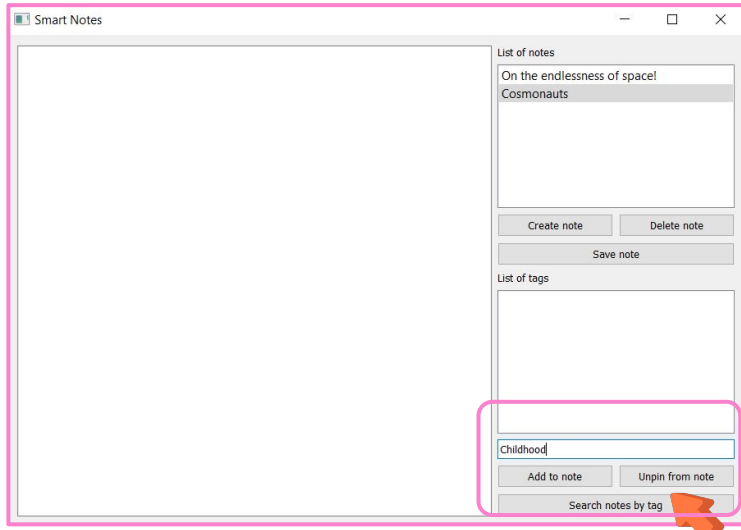 Smart Notes
List of notes
On the endlessness of space!
Cosmonauts
Create note
Delete note
Save note
List of tags
Childhood
Add to note
Unpin from note
Search notes by tag